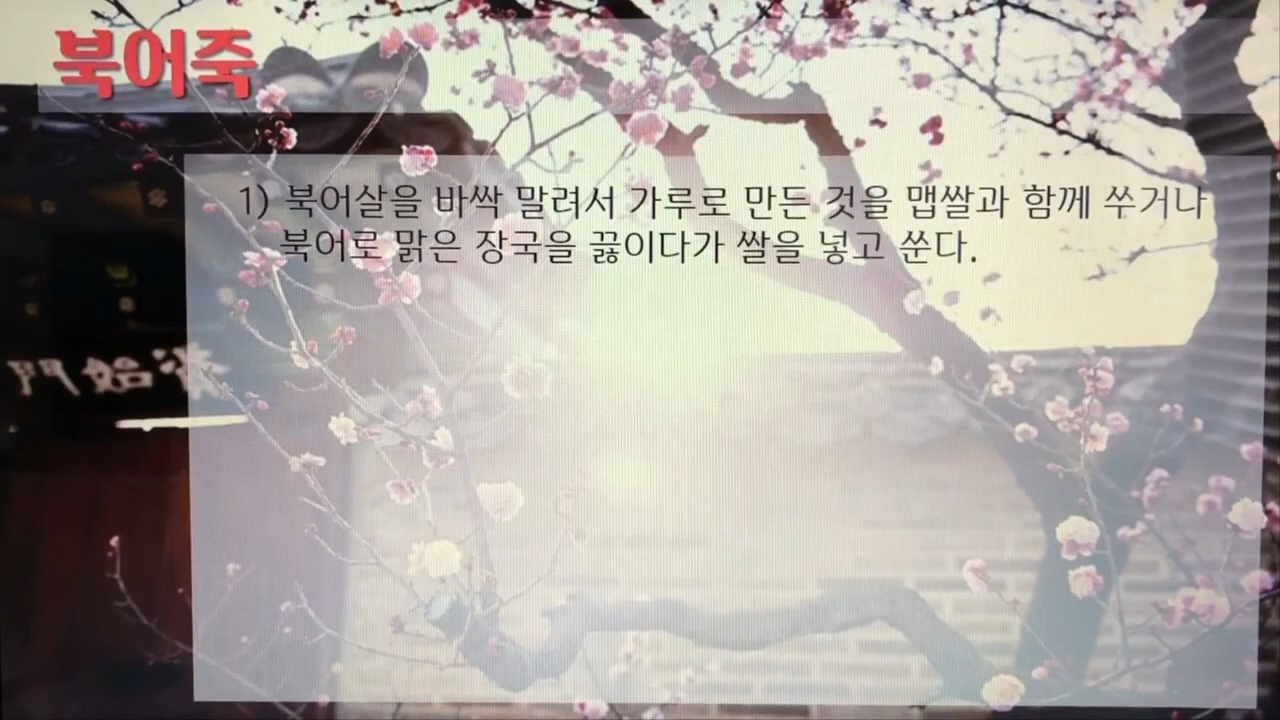 북어죽
1) 북어살을 바싹 말려서 가루로 만든 것을 맵쌀과 함께 쑤거나
북어로 맑은 장국을 끓이다가 쌀을 넣고 쑨다.